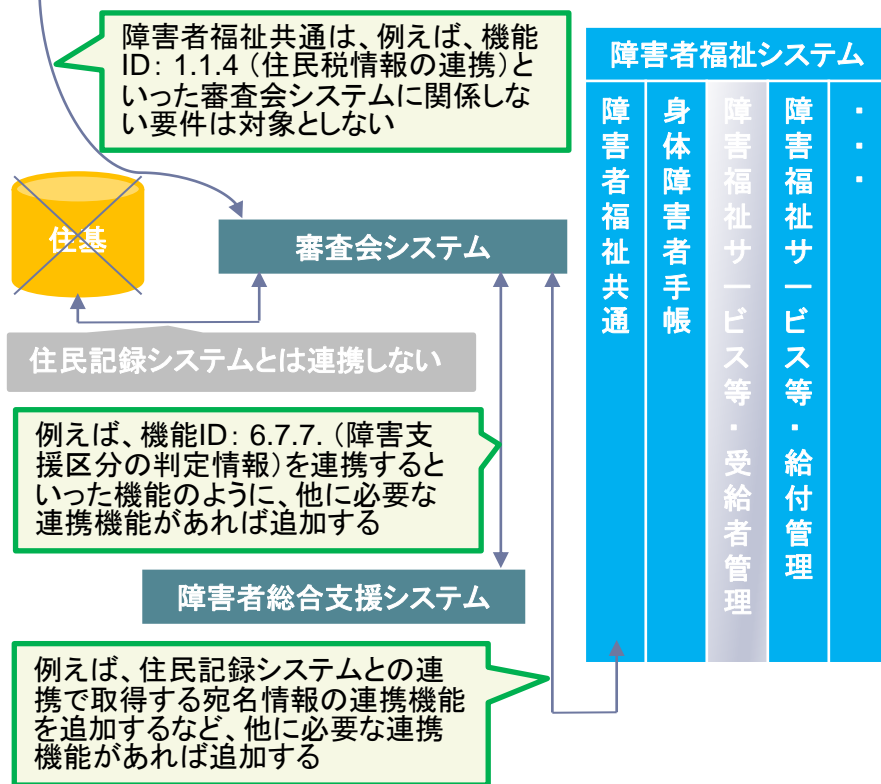 障害者福祉共通は、例えば、機能
ID: 1.1.4 (住民税情報の連携)と
いった審査会システムに関係しな
い要件は対象としない
障害者福祉システム
障害者福祉共通
身体障害者手帳
障害福祉サービス等・受給者管理
障害福祉サービス等・給付管理
・・・
住基
審査会システム
住民記録システムとは連携しない
例えば、機能ID: 6.7.7. (障害支
援区分の判定情報)を連携すると
いった機能のように、他に必要な
連携機能があれば追加する
障害者総合支援システム
例えば、住民記録システムとの連
携で取得する宛名情報の連携機能
を追加するなど、他に必要な連携
機能があれば追加する